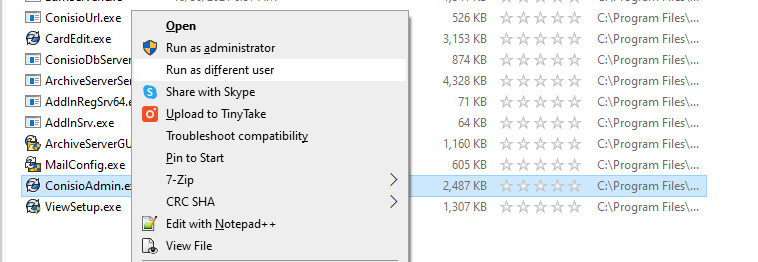 ConisioUrl.exe 526 KB C:\Program Files\...
CardEdit.exe 3,153 KB C:\Program Files\...
ConisioDbServer 874 KB C:\Program Files\...
ArchiveServerSer 4,328 KB C:\Program Files\...
AddInRegSrv64.e 71 KB C:\Program Files\...
AddInSrv.exe 64 KB C:\Program Files\...
ArchiveServerGU 1,160 KB C:\Program Files\...
MailConfig.exe 605 KB C:\Program Files\...
ConisioAdmin.ex 2,487 KB C:\Program Files\...
ViewSetup.exe 1,307 KB C:\Program Files\...
Open
Run as administrator
Run as different user
Share with Skype
Upload to TinyTake
Troubleshoot compatibility
Pin to Start
7-Zip
CRC SHA
Edit with Notepad++
View File